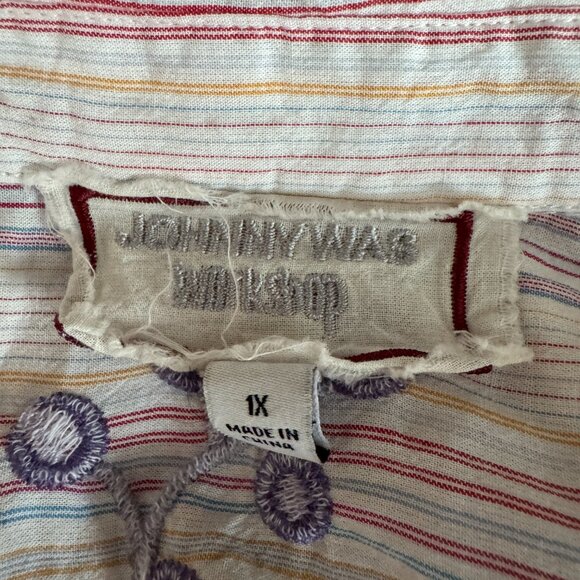 JOHNNY WAS
WORKShop
1X
MADE IN
CHINA